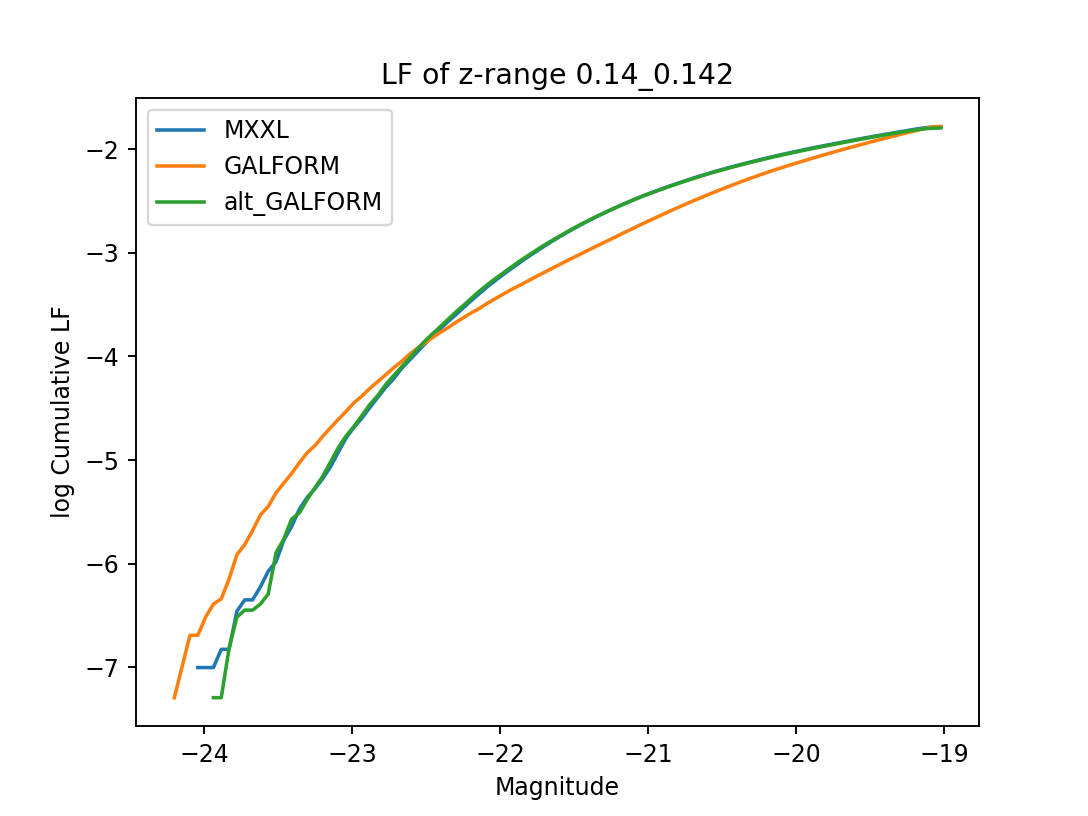 LF of z-range 0.14_0.142
MXXL
GALFORM
alt_GALFORM
−2
−3
−4
−5
−6
−7
log Cumulative LF
−24
−23
−22
−21
−20
−19
Magnitude